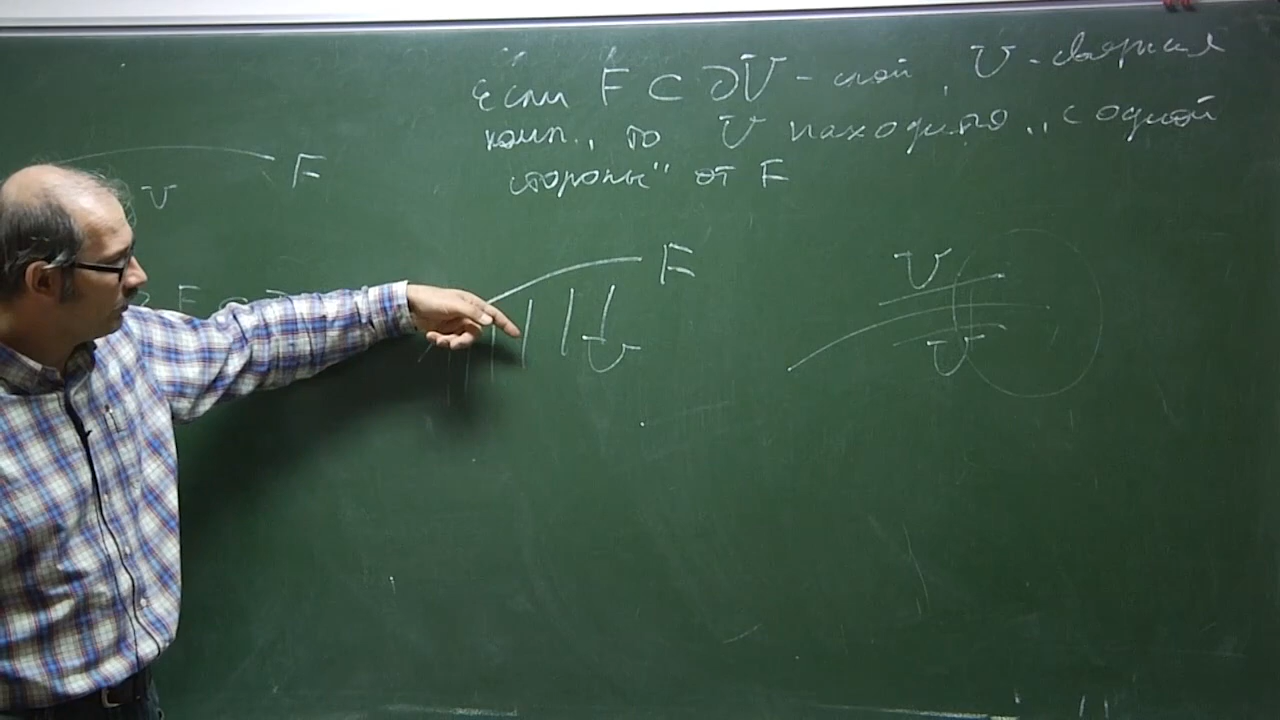 Если F ⊂ ∂U - слой, U - связная
комп., то U находится „с одной
стороны" от F
F
U
F
U
U
U